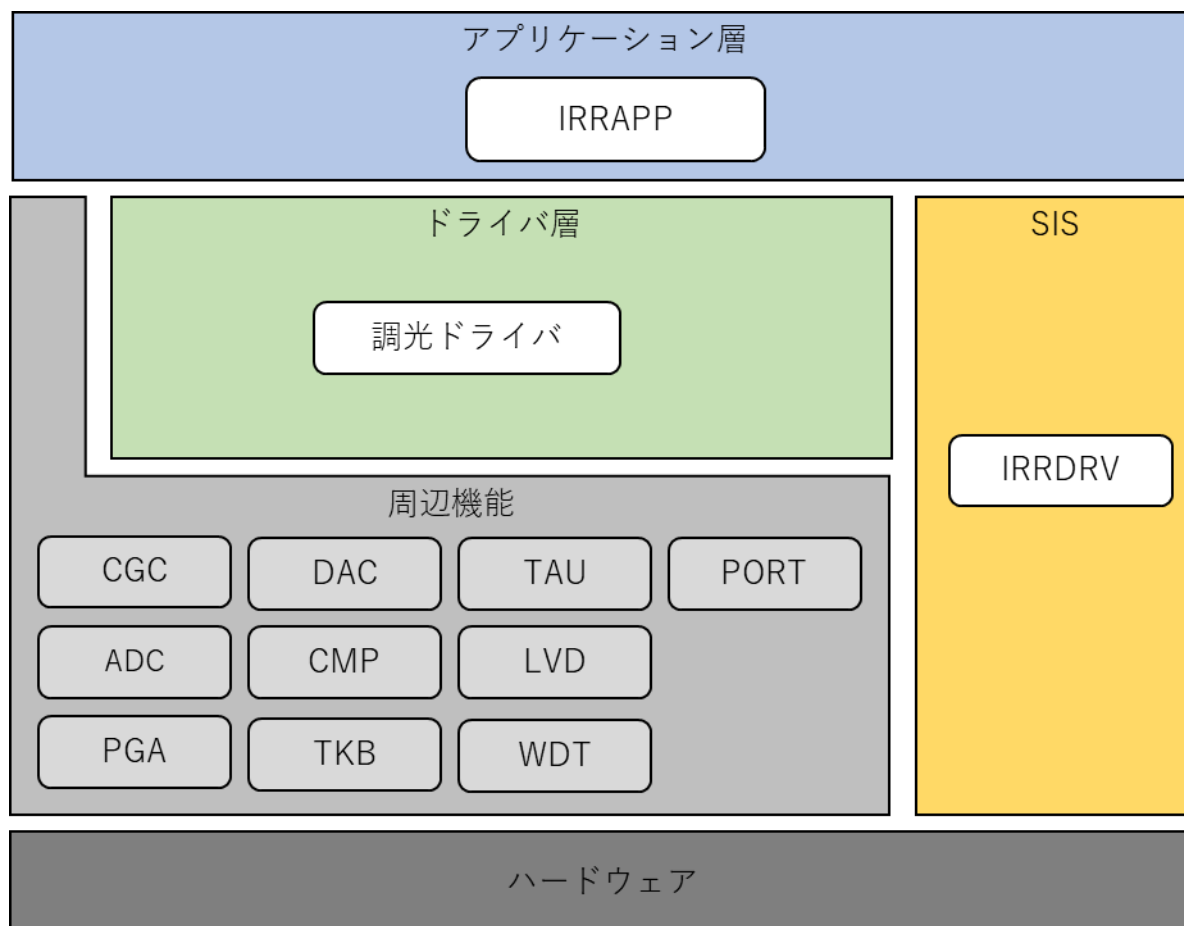 アプリケーション層
IRRAPP
ドライバ層
調光ドライバ
SIS
IRRDRV
周辺機能
CGC
DAC
TAU
PORT
ADC
CMP
LVD
PGA
TKB
WDT
ハードウェア